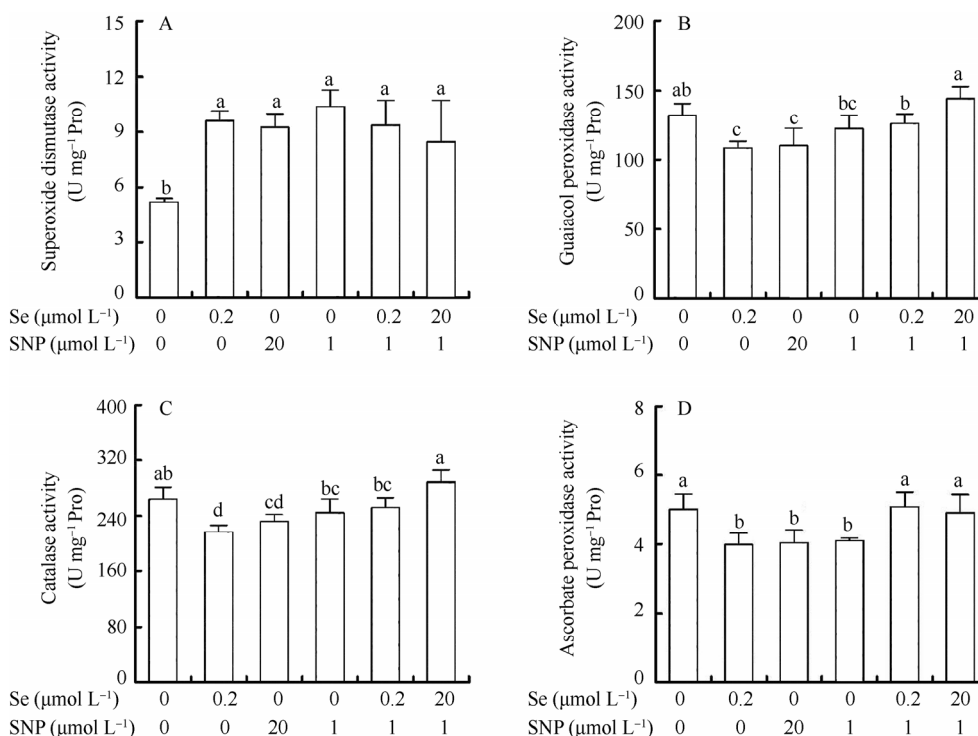 A
Superoxide dismutase activity
(U mg⁻¹ Pro)
15
12
9
6
3
0
b
a
a
a
a
a
Se (μmol L⁻¹) 0 0.2 0 0 0.2 20
SNP (μmol L⁻¹) 0 0 20 1 1 1
B
Guaiacol peroxidase activity
(U mg⁻¹ Pro)
200
150
100
50
0
ab
c
c
bc
b
a
Se (μmol L⁻¹) 0 0.2 0 0 0.2 20
SNP (μmol L⁻¹) 0 0 20 1 1 1
C
Catalase activity
(U mg⁻¹ Pro)
400
320
240
160
80
0
ab
d
cd
bc
bc
a
Se (μmol L⁻¹) 0 0.2 0 0 0.2 20
SNP (μmol L⁻¹) 0 0 20 1 1 1
D
Ascorbate peroxidase activity
(U mg⁻¹ Pro)
8
6
4
2
0
a
b
b
b
a
a
Se (μmol L⁻¹) 0 0.2 0 0 0.2 20
SNP (μmol L⁻¹) 0 0 20 1 1 1